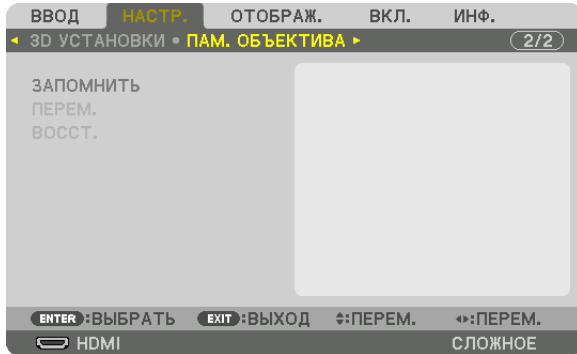 ВВОД НАСТР. ОТОБРАЖ. ВКЛ. ИНФ.
3D УСТАНОВКИ • ПАМ. ОБЪЕКТИВА 2/2
ЗАПОМНИТЬ
ПЕРЕМ.
ВОССТ.
ENTER :ВЫБРАТЬ EXIT :ВЫХОД :ПЕРЕМ. :ПЕРЕМ.
HDMI СЛОЖНОЕ